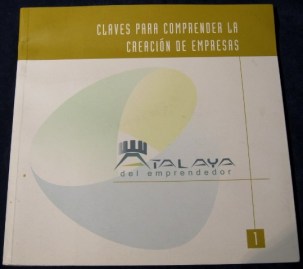 CLAVES PARA COMPRENDER LA
CREACIÓN DE EMPRESAS
ATALAYA
del emprendedor
1